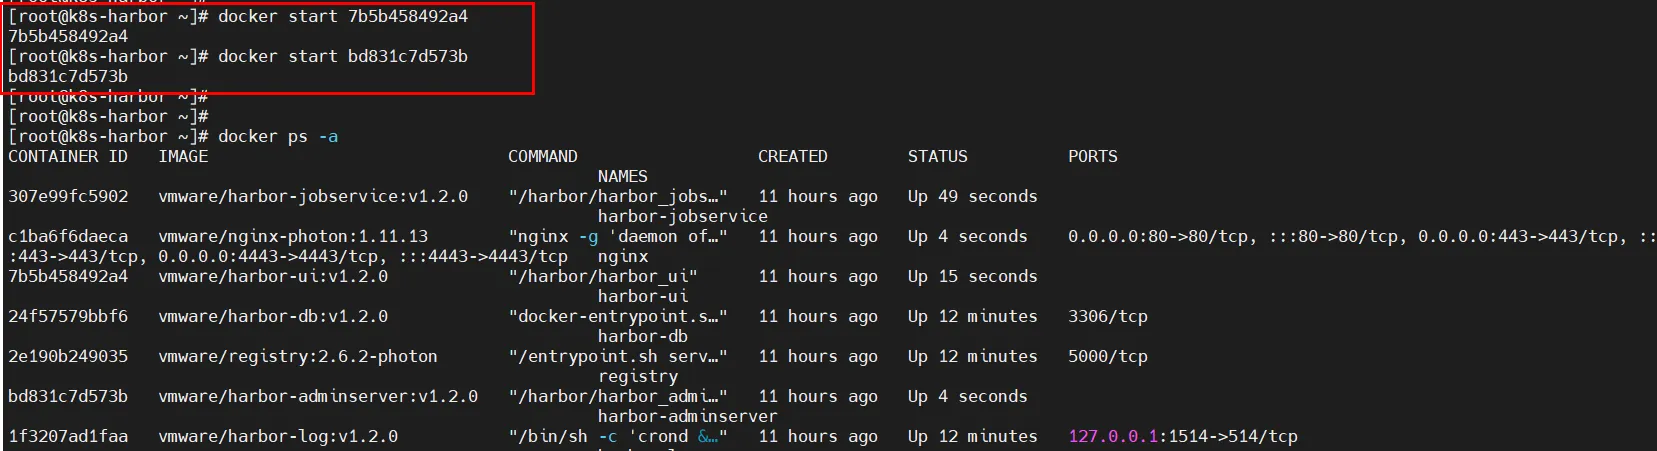 [root@k8s-harbor ~]# docker start 7b5b458492a4
7b5b458492a4
[root@k8s-harbor ~]# docker start bd831c7d573b
bd831c7d573b
[root@k8s-harbor ~]#
[root@k8s-harbor ~]#
[root@k8s-harbor ~]# docker ps -a
CONTAINER ID   IMAGE                              COMMAND                  CREATED        STATUS          PORTS
NAMES
307e99fc5902   vmware/harbor-jobservice:v1.2.0    "/harbor/harbor_jobs…"   11 hours ago   Up 49 seconds
harbor-jobservice
c1ba6f6daeca   vmware/nginx-photon:1.11.13        "nginx -g 'daemon of…"   11 hours ago   Up 4 seconds    0.0.0.0:80->80/tcp, :::80->80/tcp, 0.0.0.0:443->443/tcp, ::
:443->443/tcp, 0.0.0.0:4443->4443/tcp, :::4443->4443/tcp   nginx
7b5b458492a4   vmware/harbor-ui:v1.2.0            "/harbor/harbor_ui"      11 hours ago   Up 15 seconds
harbor-ui
24f57579bbf6   vmware/harbor-db:v1.2.0            "docker-entrypoint.s…"   11 hours ago   Up 12 minutes   3306/tcp
harbor-db
2e190b249035   vmware/registry:2.6.2-photon       "/entrypoint.sh serv…"   11 hours ago   Up 12 minutes   5000/tcp
registry
bd831c7d573b   vmware/harbor-adminserver:v1.2.0   "/harbor/harbor_admi…"   11 hours ago   Up 4 seconds
harbor-adminserver
1f3207ad1faa   vmware/harbor-log:v1.2.0           "/bin/sh -c 'crond &…"   11 hours ago   Up 12 minutes   127.0.0.1:1514->514/tcp